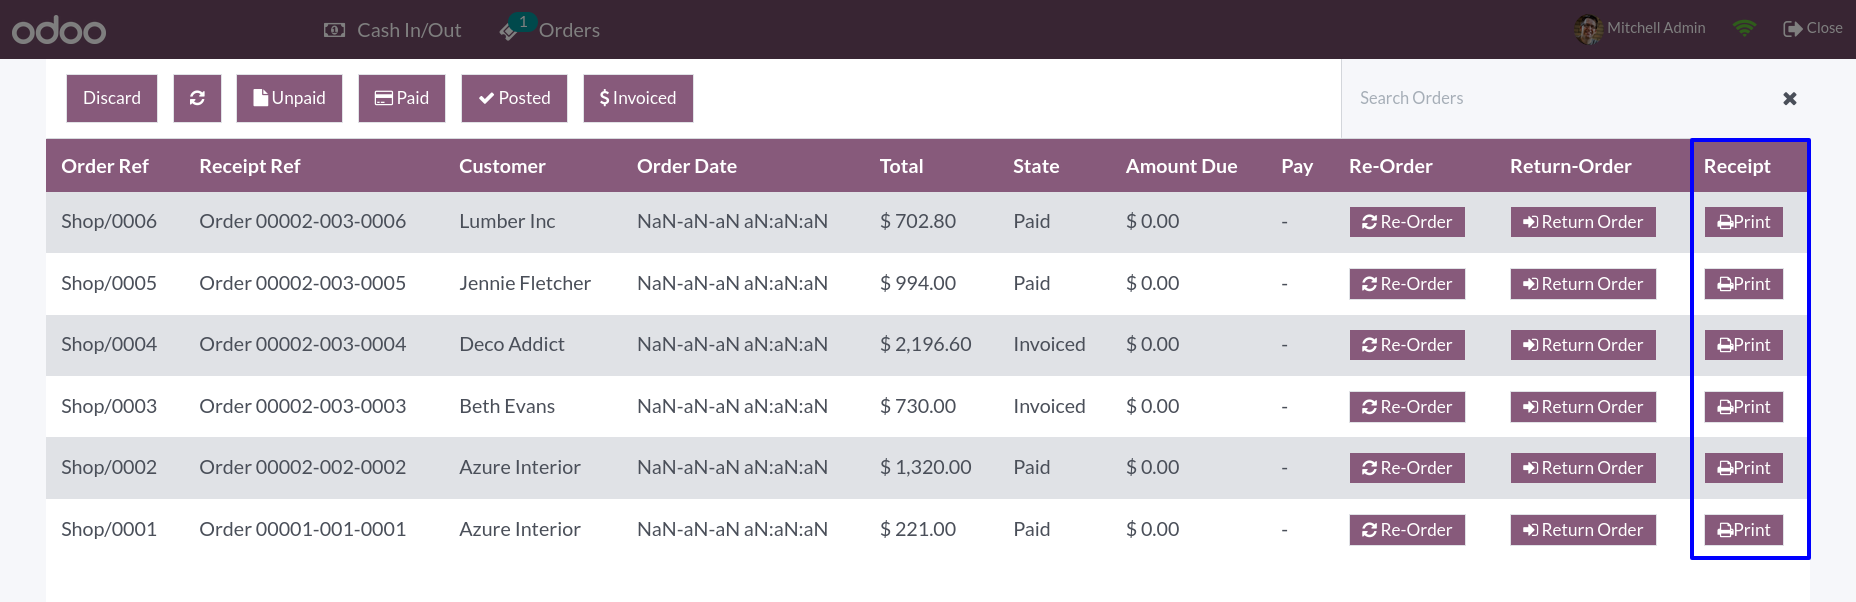 odoo Cash In/Out 1 Orders Mitchell Admin Close
Discard Unpaid Paid Posted $ Invoiced Search Orders
Order Ref Receipt Ref Customer Order Date Total State Amount Due Pay Re-Order Return-Order Receipt
Shop/0006 Order 00002-003-0006 Lumber Inc NaN-aN-aN aN:aN:aN $ 702.80 Paid $ 0.00 - Re-Order Return Order Print
Shop/0005 Order 00002-003-0005 Jennie Fletcher NaN-aN-aN aN:aN:aN $ 994.00 Paid $ 0.00 - Re-Order Return Order Print
Shop/0004 Order 00002-003-0004 Deco Addict NaN-aN-aN aN:aN:aN $ 2,196.60 Invoiced $ 0.00 - Re-Order Return Order Print
Shop/0003 Order 00002-003-0003 Beth Evans NaN-aN-aN aN:aN:aN $ 730.00 Invoiced $ 0.00 - Re-Order Return Order Print
Shop/0002 Order 00002-002-0002 Azure Interior NaN-aN-aN aN:aN:aN $ 1,320.00 Paid $ 0.00 - Re-Order Return Order Print
Shop/0001 Order 00001-001-0001 Azure Interior NaN-aN-aN aN:aN:aN $ 221.00 Paid $ 0.00 - Re-Order Return Order Print